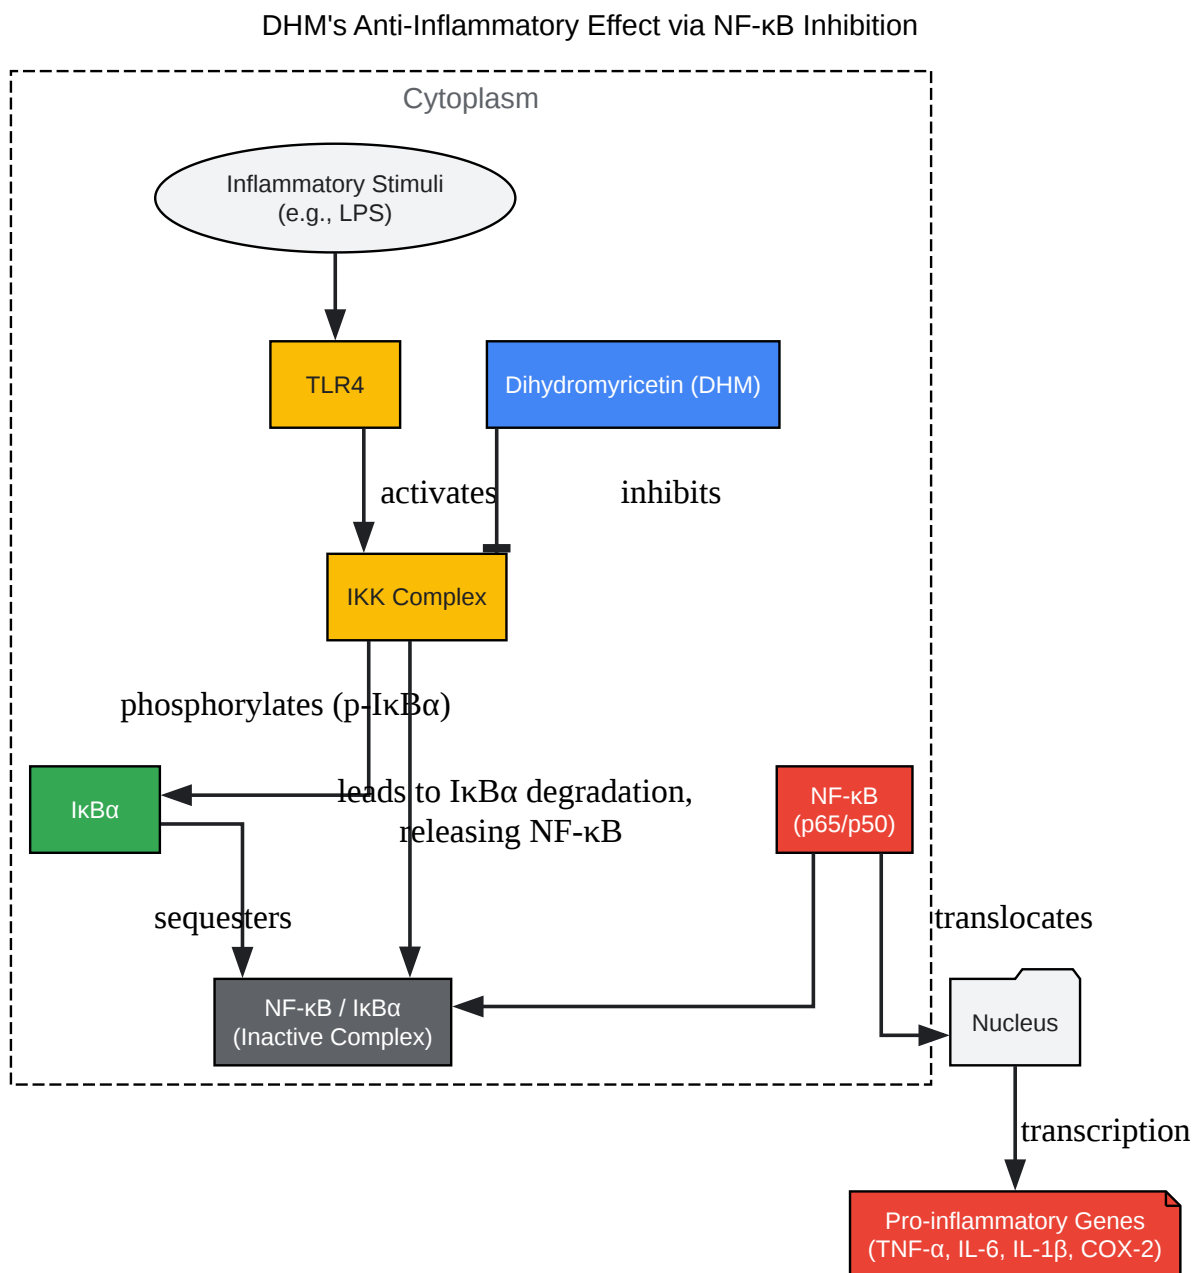 DHM's Anti-Inflammatory Effect via NF-κB Inhibition
Cytoplasm
Inflammatory Stimuli
(e.g., LPS)
TLR4
Dihydromyricetin (DHM)
activates
inhibits
IKK Complex
phosphorylates (p-IκBα)
IκBα
leads to IκBα degradation,
releasing NF-κB
NF-κB
(p65/p50)
sequesters
translocates
NF-κB / IκBα
(Inactive Complex)
Nucleus
transcription
Pro-inflammatory Genes
(TNF-α, IL-6, IL-1β, COX-2)